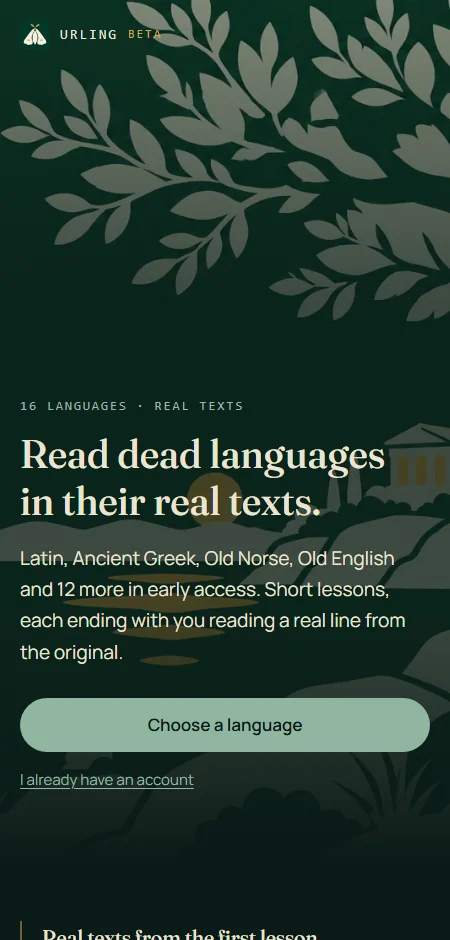 URLING BETA
16 LANGUAGES · REAL TEXTS
Read dead languages
in their real texts.
Latin, Ancient Greek, Old Norse, Old English
and 12 more in early access. Short lessons,
each ending with you reading a real line from
the original.
Choose a language
I already have an account
Real texts from the first lesson